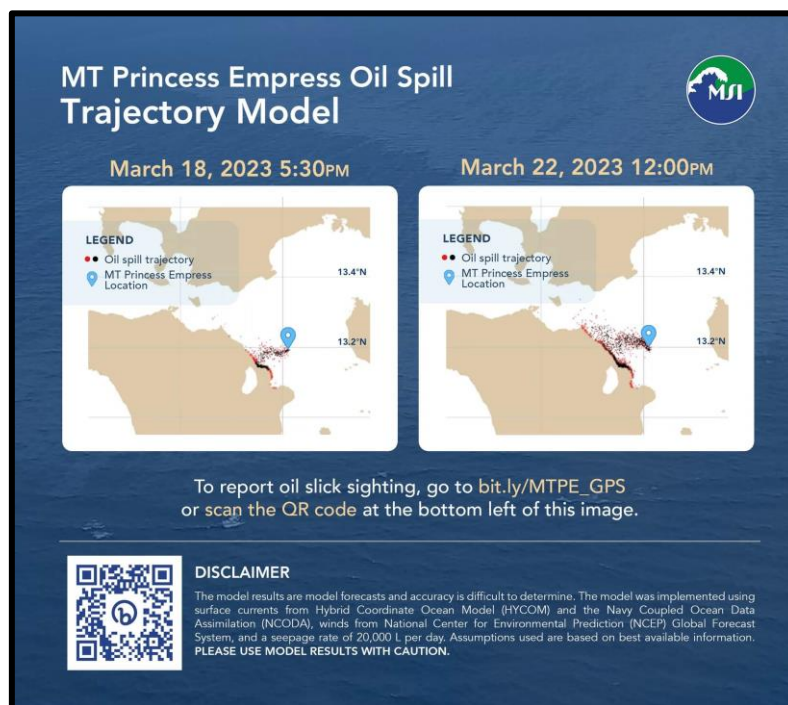 MT Princess Empress Oil Spill
Trajectory Model
MSI
March 18, 2023 5:30PM
LEGEND
Oil spill trajectory
MT Princess Empress
Location
13.4°N
13.2°N
March 22, 2023 12:00PM
LEGEND
Oil spill trajectory
MT Princess Empress
Location
13.4°N
13.2°N
To report oil slick sighting, go to bit.ly/MTPE_GPS
or scan the QR code at the bottom left of this image.
DISCLAIMER
The model results are model forecasts and accuracy is difficult to determine. The model was implemented using
surface currents from Hybrid Coordinate Ocean Model (HYCOM) and the Navy Coupled Ocean Data
Assimilation (NCODA), winds from National Center for Environmental Prediction (NCEP) Global Forecast
System, and a seepage rate of 20,000 L per day. Assumptions used are based on best available information.
PLEASE USE MODEL RESULTS WITH CAUTION.